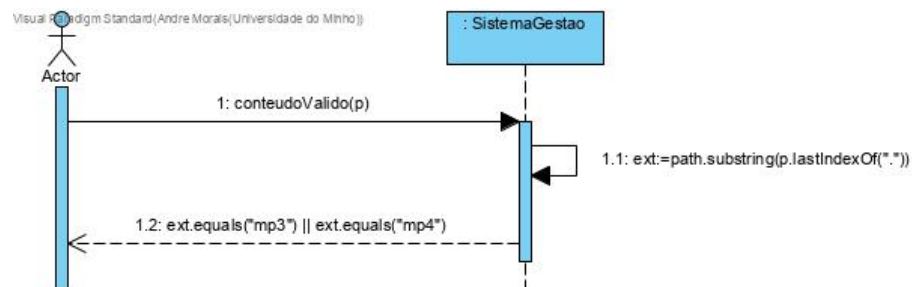 Visual Paradigm Standard(Andre Morais(Universidade do Minho))
: SistemaGestao
Actor
1: conteudoValido(p)
1.1: ext:=path.substring(p.lastIndexOf("."))
1.2: ext.equals("mp3") || ext.equals("mp4")